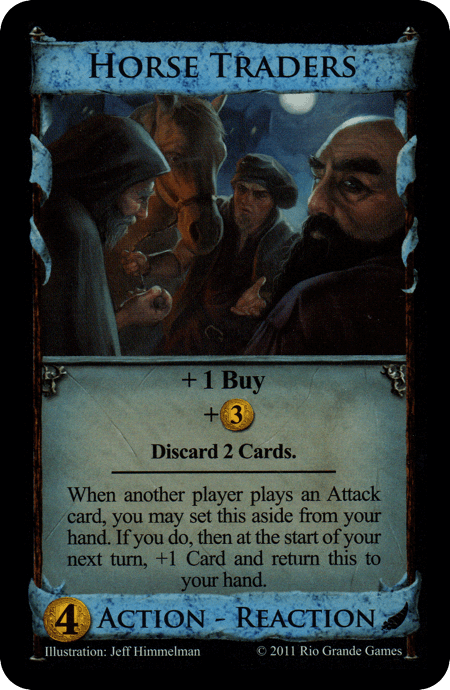 HORSE TRADERS
+ 1 Buy
+ 3
Discard 2 Cards.
When another player plays an Attack
card, you may set this aside from your
hand. If you do, then at the start of your
next turn, +1 Card and return this to
your hand.
4 ACTION - REACTION
Illustration: Jeff Himmelman © 2011 Rio Grande Games